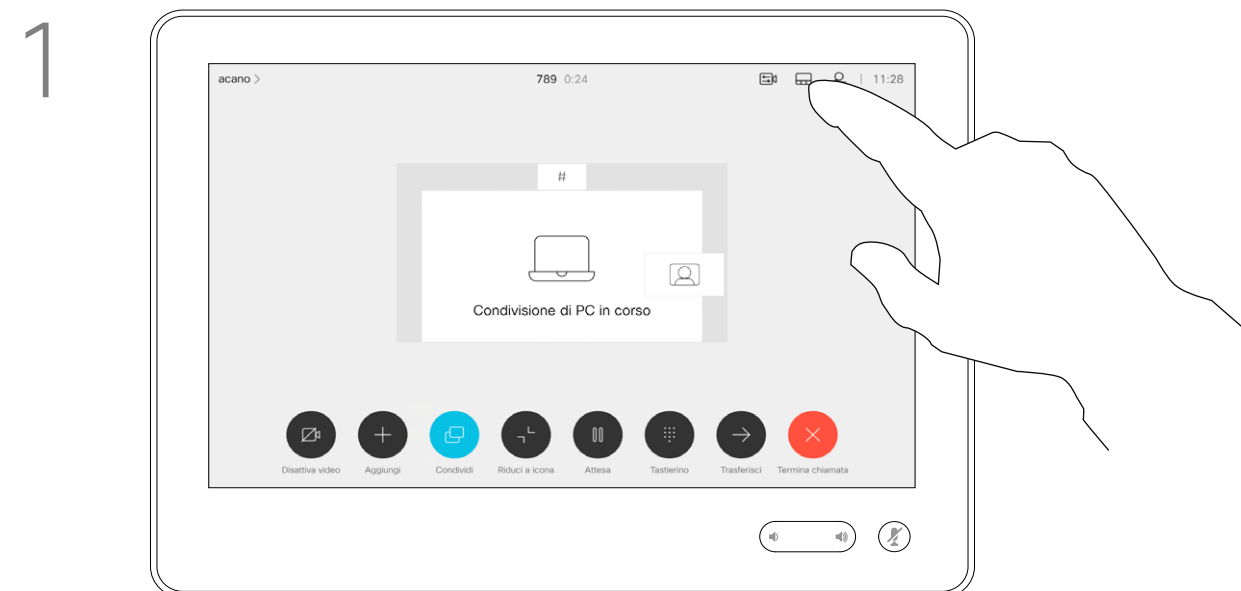 1
acano >
789 0:24
11:28
#
Condivisione di PC in corso
Disattiva video
Aggiungi
Condividi
Riduci a icona
Attesa
Tastierino
Trasferisci
Termina chiamata